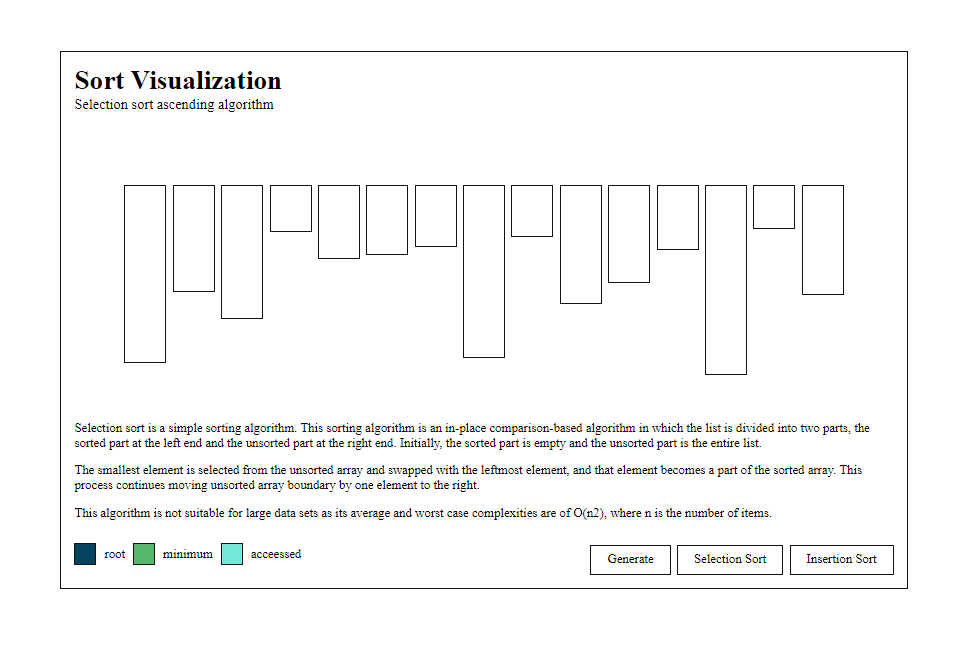 Sort Visualization
Selection sort ascending algorithm
Selection sort is a simple sorting algorithm. This sorting algorithm is an in-place comparison-based algorithm in which the list is divided into two parts, the
sorted part at the left end and the unsorted part at the right end. Initially, the sorted part is empty and the unsorted part is the entire list.
The smallest element is selected from the unsorted array and swapped with the leftmost element, and that element becomes a part of the sorted array. This
process continues moving unsorted array boundary by one element to the right.
This algorithm is not suitable for large data sets as its average and worst case complexities are of O(n2), where n is the number of items.
root minimum acceessed
Generate Selection Sort Insertion Sort